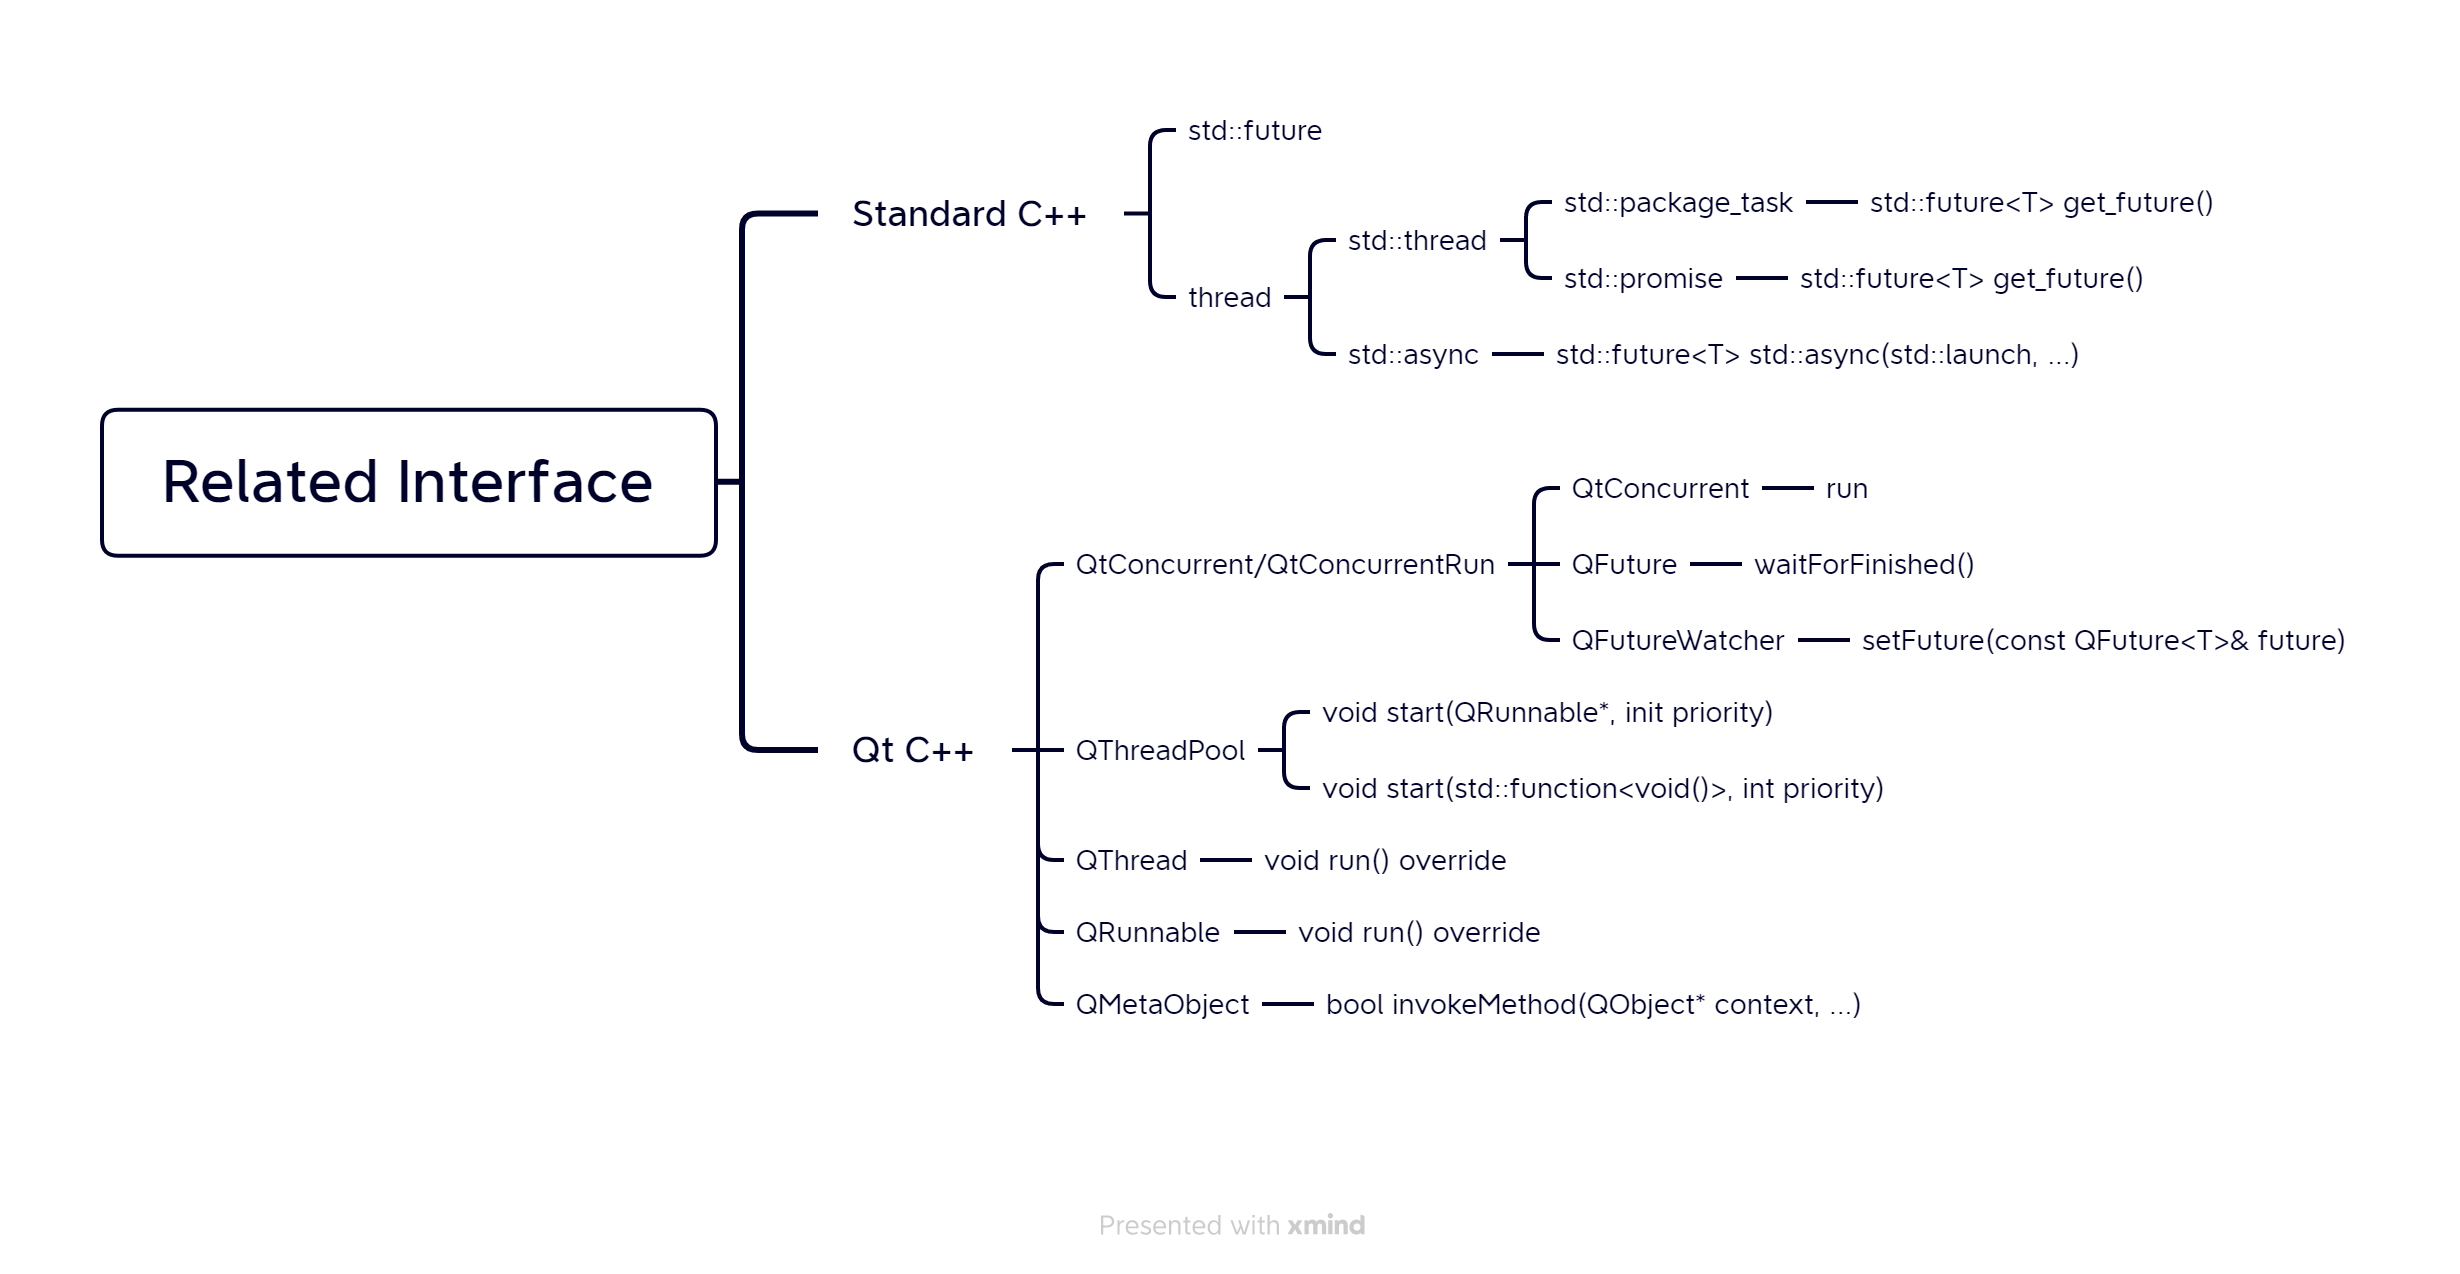 Related Interface
Standard C++
std::future
thread
std::thread
std::package_task
std::future<T> get_future()
std::promise
std::future<T> get_future()
std::async
std::future<T> std::async(std::launch, ...)
Qt C++
QtConcurrent/QtConcurrentRun
QtConcurrent
run
QFuture
waitForFinished()
QFutureWatcher
setFuture(const QFuture<T>& future)
QThreadPool
void start(QRunnable*, init priority)
void start(std::function<void()>, int priority)
QThread
void run() override
QRunnable
void run() override
QMetaObject
bool invokeMethod(QObject* context, ...)
Presented with xmind